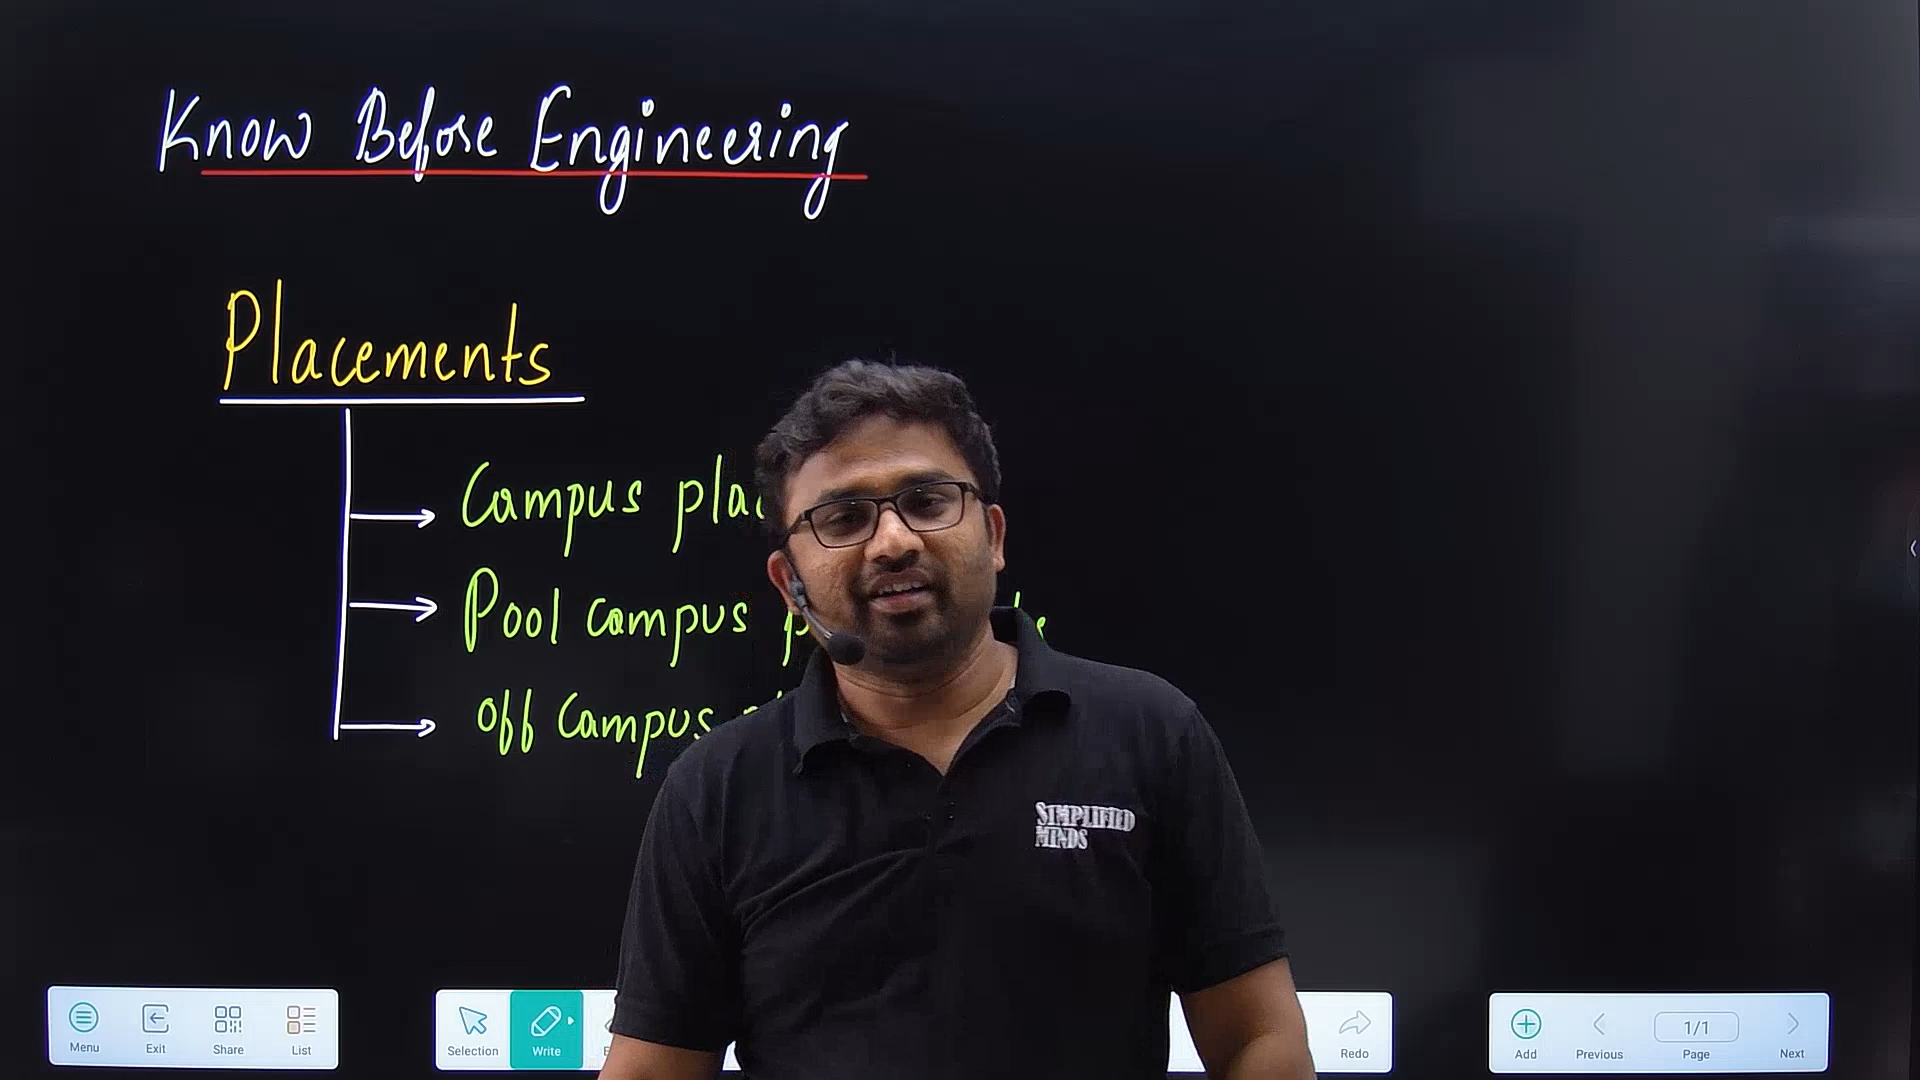 Know Before Engineering
Placements
Campus
Pool campus
off campus
SIMPLIFIED
MINDS
Menu
Exit
Share
List
Selection
Write
Redo
Add
Previous
1/1
Page
Next